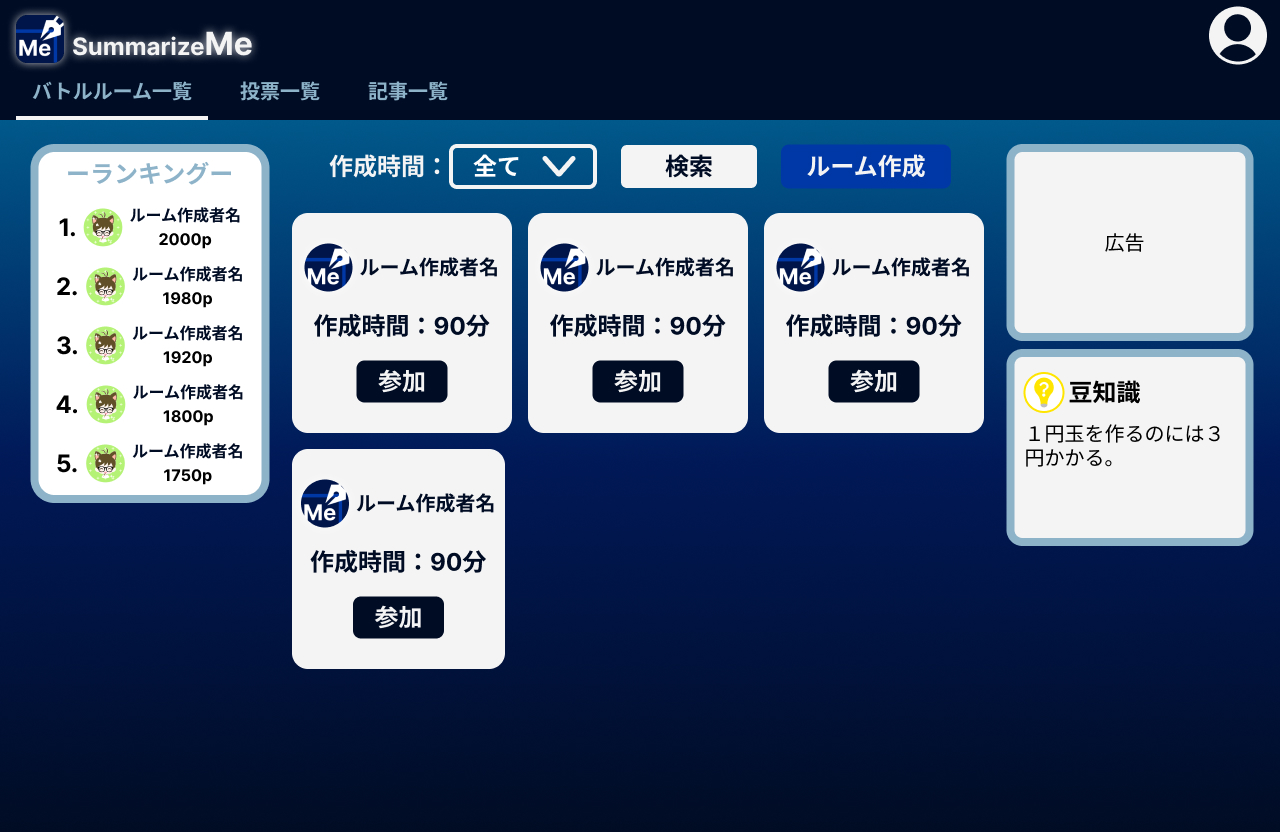 Me SummarizeMe
バトルルーム一覧 投票一覧 記事一覧
ーランキングー
1. ルーム作成者名
2000p
2. ルーム作成者名
1980p
3. ルーム作成者名
1920p
4. ルーム作成者名
1800p
5. ルーム作成者名
1750p
作成時間： 全て 検索 ルーム作成
Me ルーム作成者名
作成時間：90分
参加
Me ルーム作成者名
作成時間：90分
参加
Me ルーム作成者名
作成時間：90分
参加
Me ルーム作成者名
作成時間：90分
参加
広告
豆知識
１円玉を作るのには３
円かかる。